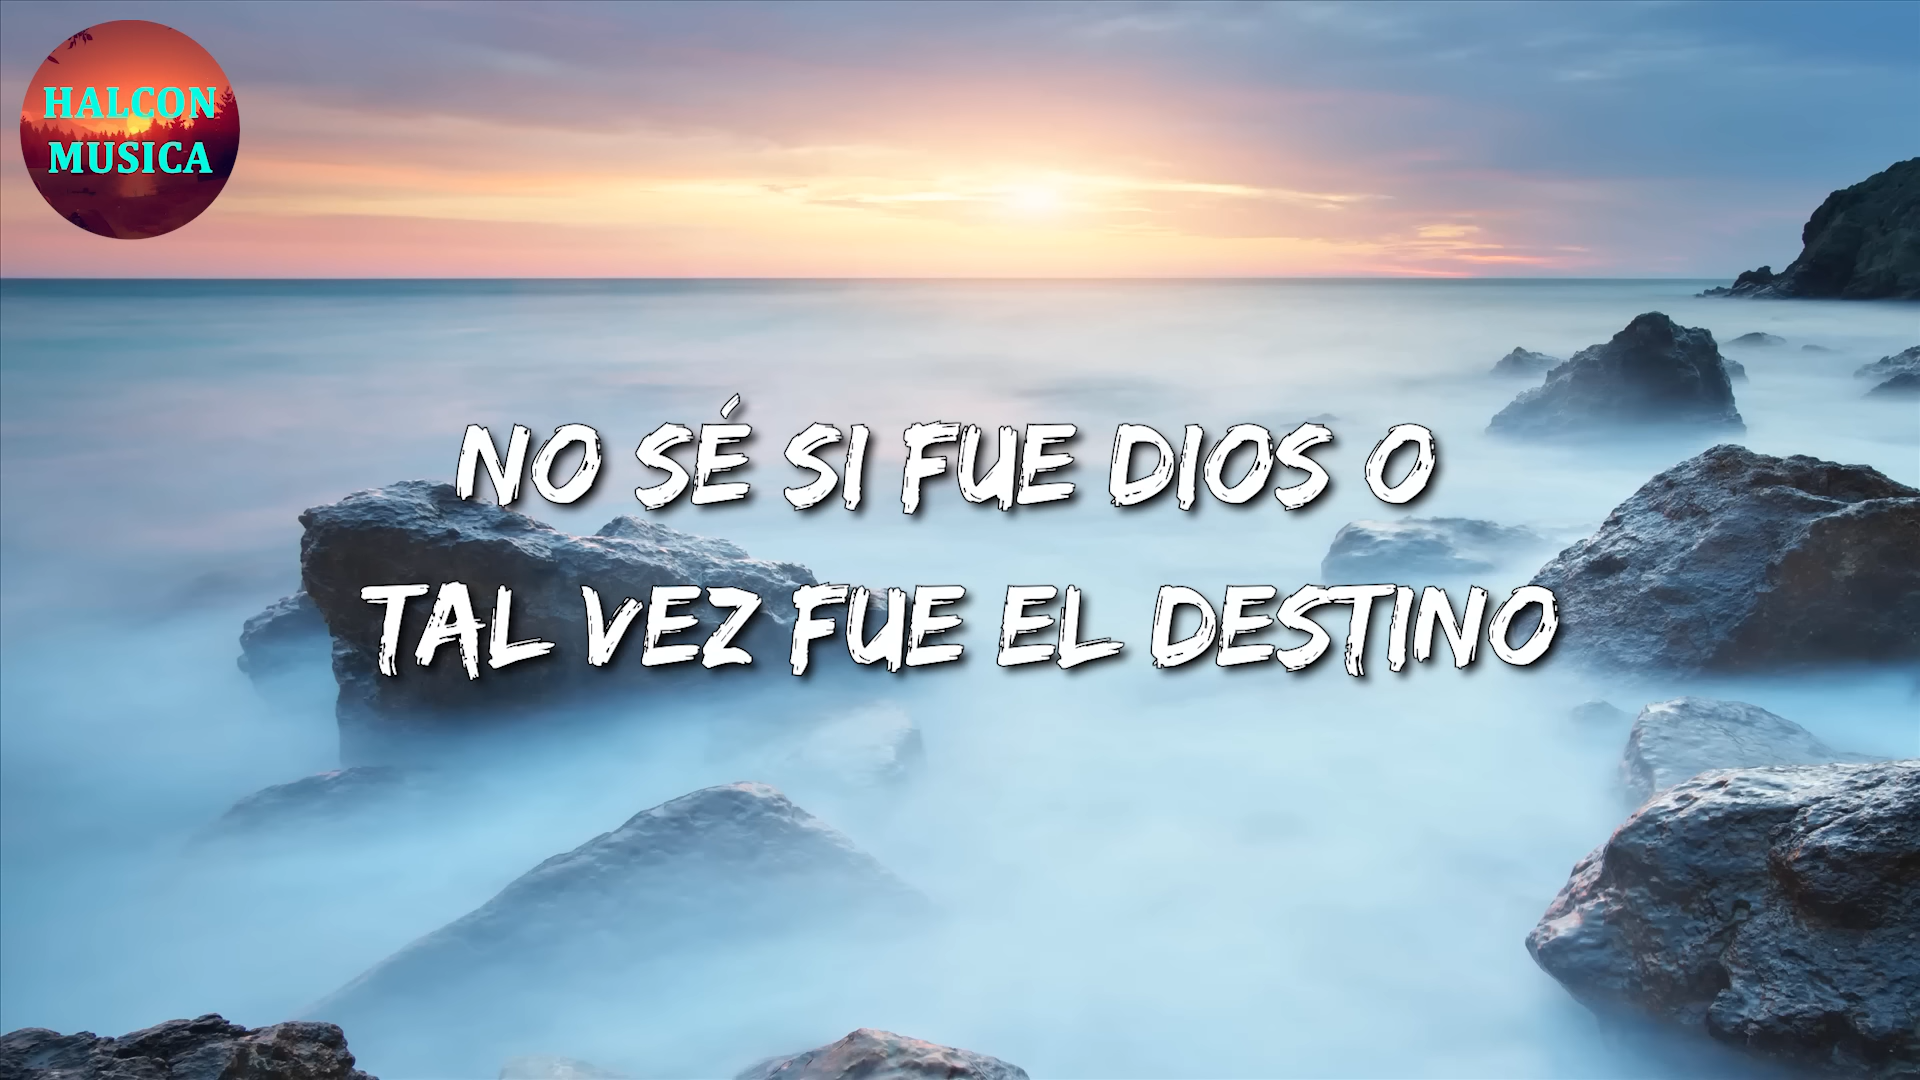 HALCON
MUSICA
NO SÉ SI FUE DIOS O
TAL VEZ FUE EL DESTINO